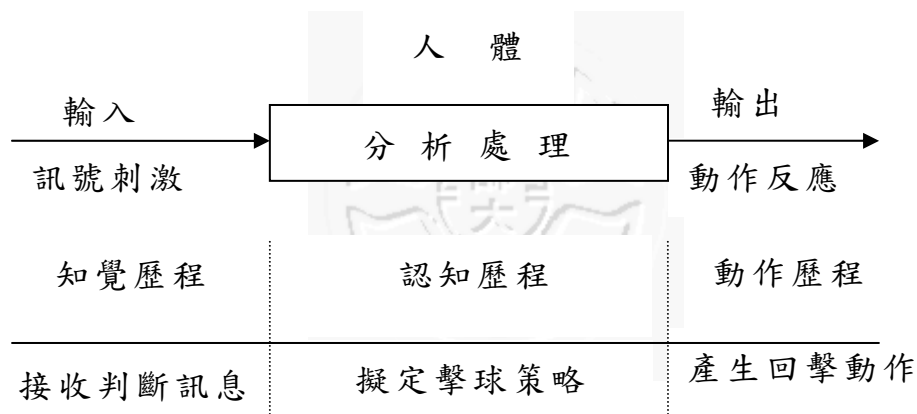 人 體
輸入
輸出
分 析 處 理
訊號刺激
動作反應
知覺歷程
認知歷程
動作歷程
接收判斷訊息
擬定擊球策略
產生回擊動作